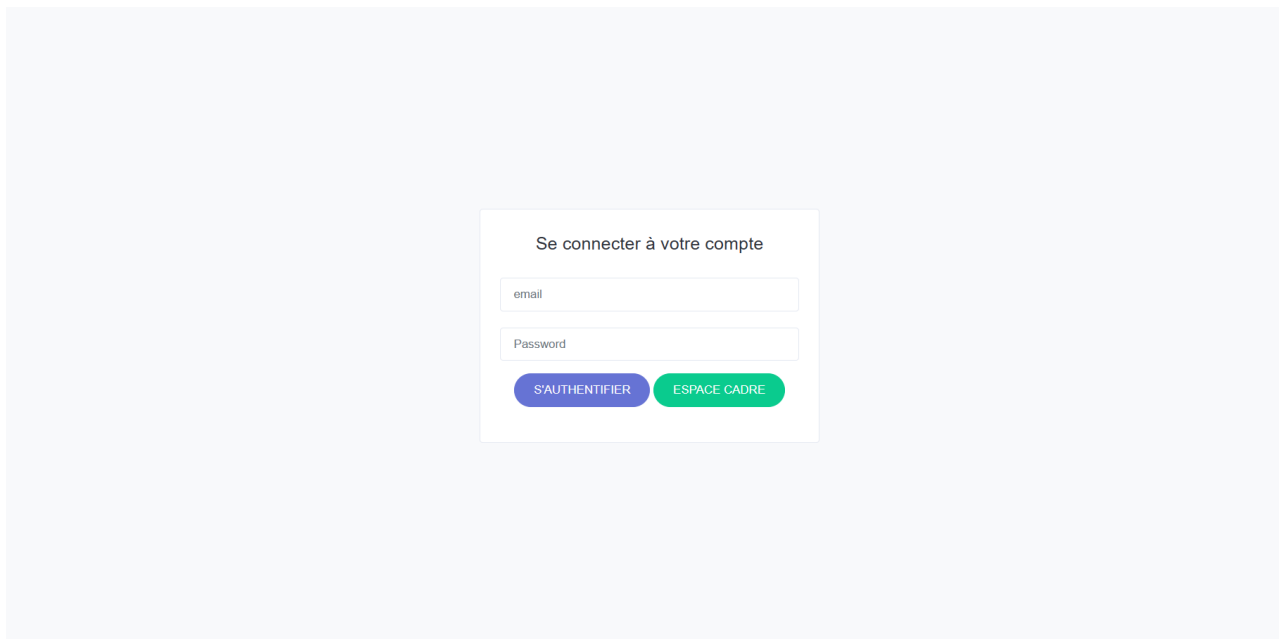 Se connecter à votre compte
email
Password
S'AUTHENTIFIER ESPACE CADRE